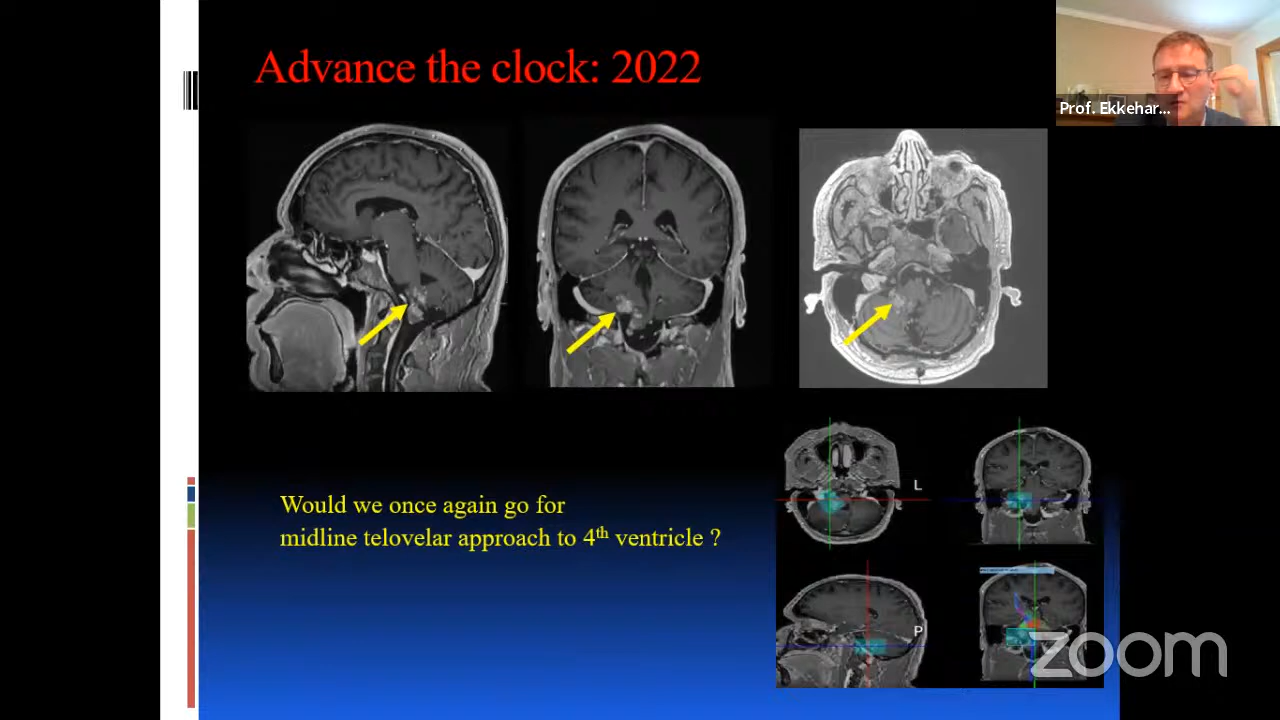 Advance the clock: 2022
Prof. Ekkehar...
Would we once again go for
midline telovelar approach to 4th ventricle ?
L
P
zoom